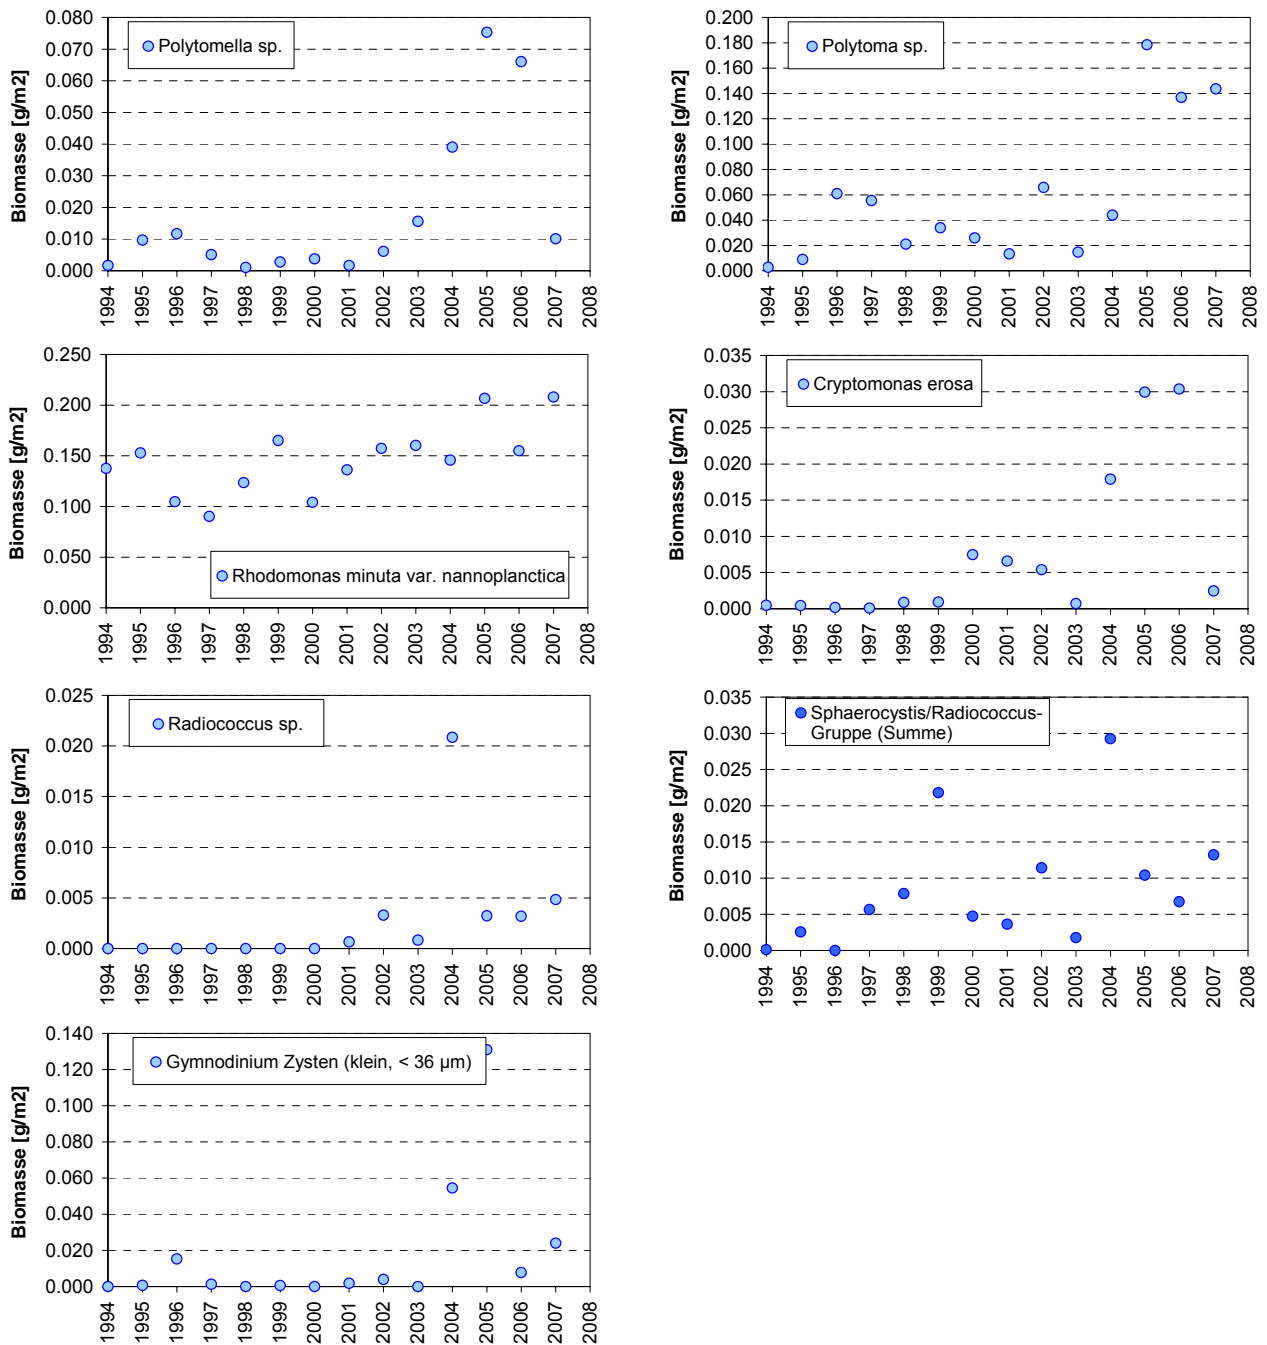 Biomasse [g/m2]
0.080
0.070
0.060
0.050
0.040
0.030
0.020
0.010
0.000
Polytomella sp.
1994 1995 1996 1997 1998 1999 2000 2001 2002 2003 2004 2005 2006 2007 2008
Biomasse [g/m2]
0.200
0.180
0.160
0.140
0.120
0.100
0.080
0.060
0.040
0.020
0.000
Polytoma sp.
1994 1995 1996 1997 1998 1999 2000 2001 2002 2003 2004 2005 2006 2007 2008
Biomasse [g/m2]
0.250
0.200
0.150
0.100
0.050
0.000
Rhodomonas minuta var. nannoplanctica
1994 1995 1996 1997 1998 1999 2000 2001 2002 2003 2004 2005 2006 2007 2008
Biomasse [g/m2]
0.035
0.030
0.025
0.020
0.015
0.010
0.005
0.000
Cryptomonas erosa
1994 1995 1996 1997 1998 1999 2000 2001 2002 2003 2004 2005 2006 2007 2008
Biomasse [g/m2]
0.025
0.020
0.015
0.010
0.005
0.000
Radiococcus sp.
1994 1995 1996 1997 1998 1999 2000 2001 2002 2003 2004 2005 2006 2007 2008
Biomasse [g/m2]
0.035
0.030
0.025
0.020
0.015
0.010
0.005
0.000
Sphaerocystis/Radiococcus-
Gruppe (Summe)
1994 1995 1996 1997 1998 1999 2000 2001 2002 2003 2004 2005 2006 2007 2008
Biomasse [g/m2]
0.140
0.120
0.100
0.080
0.060
0.040
0.020
0.000
Gymnodinium Zysten (klein, < 36 µm)
1994 1995 1996 1997 1998 1999 2000 2001 2002 2003 2004 2005 2006 2007 2008